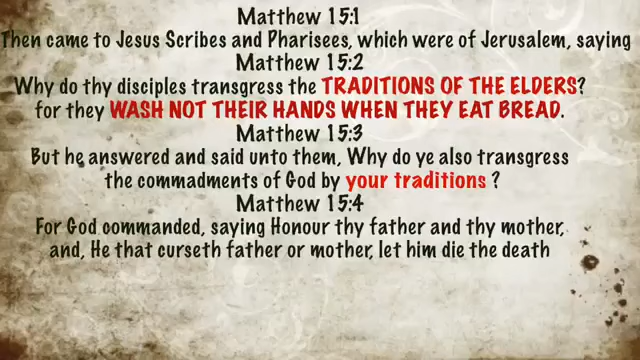 Matthew 15:1
Then came to Jesus Scribes and Pharisees, which were of Jerusalem, saying
Matthew 15:2
Why do thy disciples transgress the TRADITIONS OF THE ELDERS?
for they WASH NOT THEIR HANDS WHEN THEY EAT BREAD.
Matthew 15:3
But he answered and said unto them, Why do ye also transgress
the commadments of God by your traditions ?
Matthew 15:4
For God commanded, saying Honour thy father and thy mother,
and, He that curseth father or mother, let him die the death